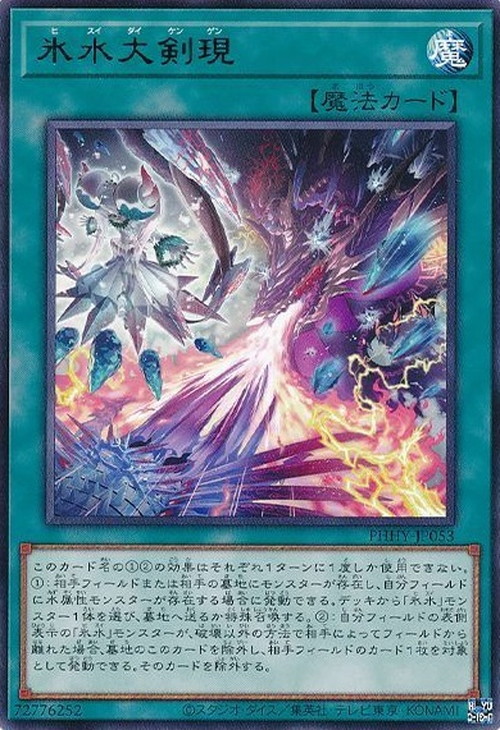 ヒスイダイケンゲン
氷水大剣現
魔
【魔法カード】
PHHY-JP053
このカード名の①②の効果はそれぞれ1ターンに1度しか使用できない。
①:相手フィールドまたは相手の墓地にモンスターが存在し、自分フィールド
に水属性モンスターが存在する場合に発動できる。デッキから「氷水」モン
スター1体を選び、墓地へ送るか特殊召喚する。②:自分フィールドの表側
表示の「氷水」モンスターが、破壊以外の方法で相手によってフィールドから
離れた場合、墓地のこのカードを除外し、相手フィールドのカード1枚を対象
として発動できる。そのカードを除外する。
72776252
©スタジオ・ダイス/集英社・テレビ東京・KONAMI